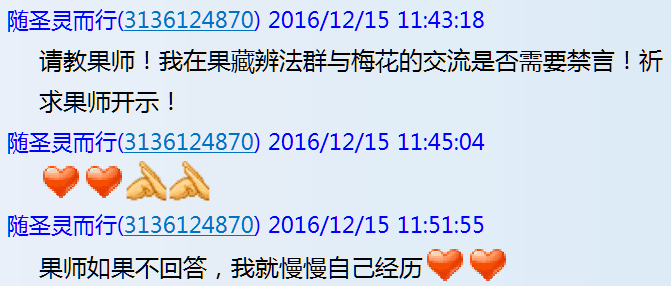 随圣灵而行(3136124870) 2016/12/15 11:43:18
请教果师！我在果藏辨法群与梅花的交流是否需要禁言！祈
求果师开示！
随圣灵而行(3136124870) 2016/12/15 11:45:04
随圣灵而行(3136124870) 2016/12/15 11:51:55
果师如果不回答，我就慢慢自己经历